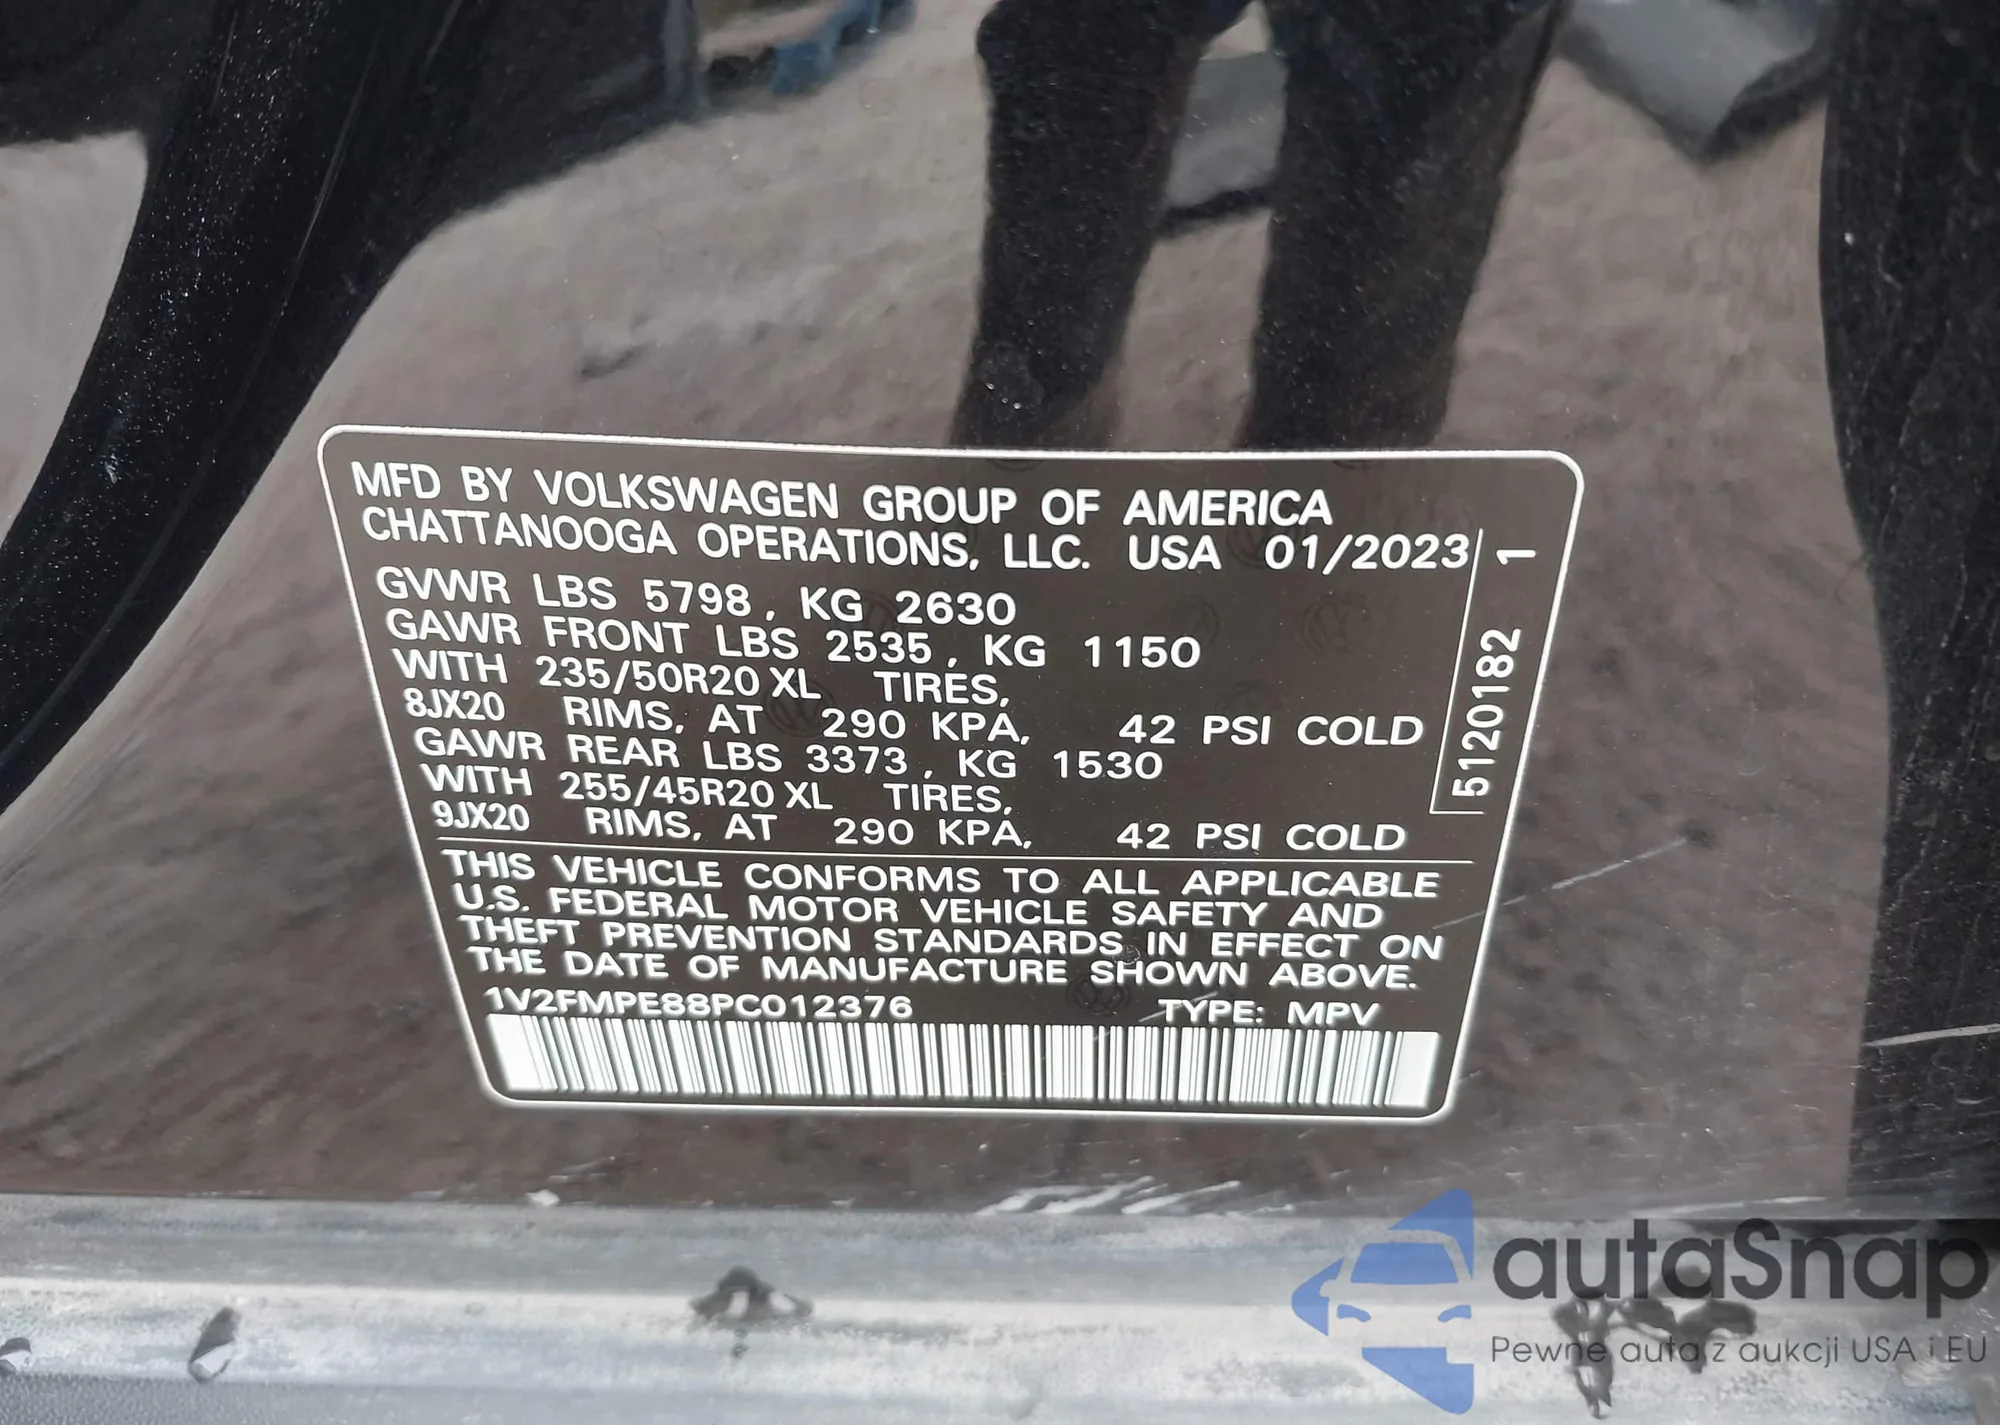 MFD BY VOLKSWAGEN GROUP OF AMERICA
CHATTANOOGA OPERATIONS, LLC. USA 01/2023
GVWR LBS 5798, KG 2630
GAWR FRONT LBS 2535, KG 1150
WITH 235/50R20 XL TIRES,
8JX20 RIMS, AT 290 KPA, 42 PSI COLD
GAWR REAR LBS 3373, KG 1530
WITH 255/45R20 XL TIRES,
9JX20 RIMS, AT 290 KPA, 42 PSI COLD
5120182 1
THIS VEHICLE CONFORMS TO ALL APPLICABLE
U.S. FEDERAL MOTOR VEHICLE SAFETY AND
THEFT PREVENTION STANDARDS IN EFFECT ON
THE DATE OF MANUFACTURE SHOWN ABOVE.
1V2FMPE88PC012376 TYPE: MPV
autaSnap
Pewne auta z aukcji USA i EU